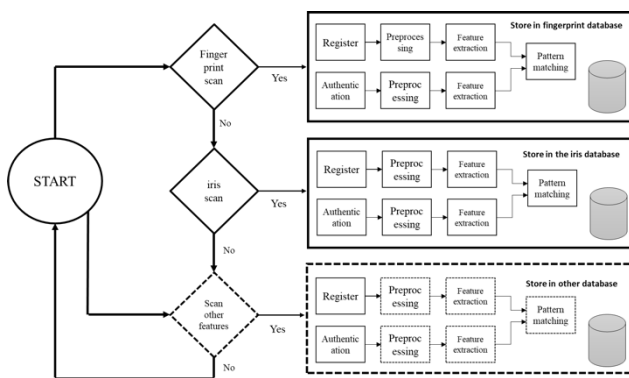 START
Finger
print
scan
Yes
No
iris
scan
Yes
No
Scan
other
features
Yes
No
Store in fingerprint database
Register
Preproces
sing
Feature
extraction
Pattern
matching
Authentic
ation
Preproc
essing
Feature
extraction
Store in the iris database
Register
Preproc
essing
Feature
extraction
Pattern
matching
Authentic
ation
Preproc
essing
Feature
extraction
Store in other database
Register
Preproc
essing
Feature
extraction
Pattern
matching
Authentic
ation
Preproc
essing
Feature
extraction